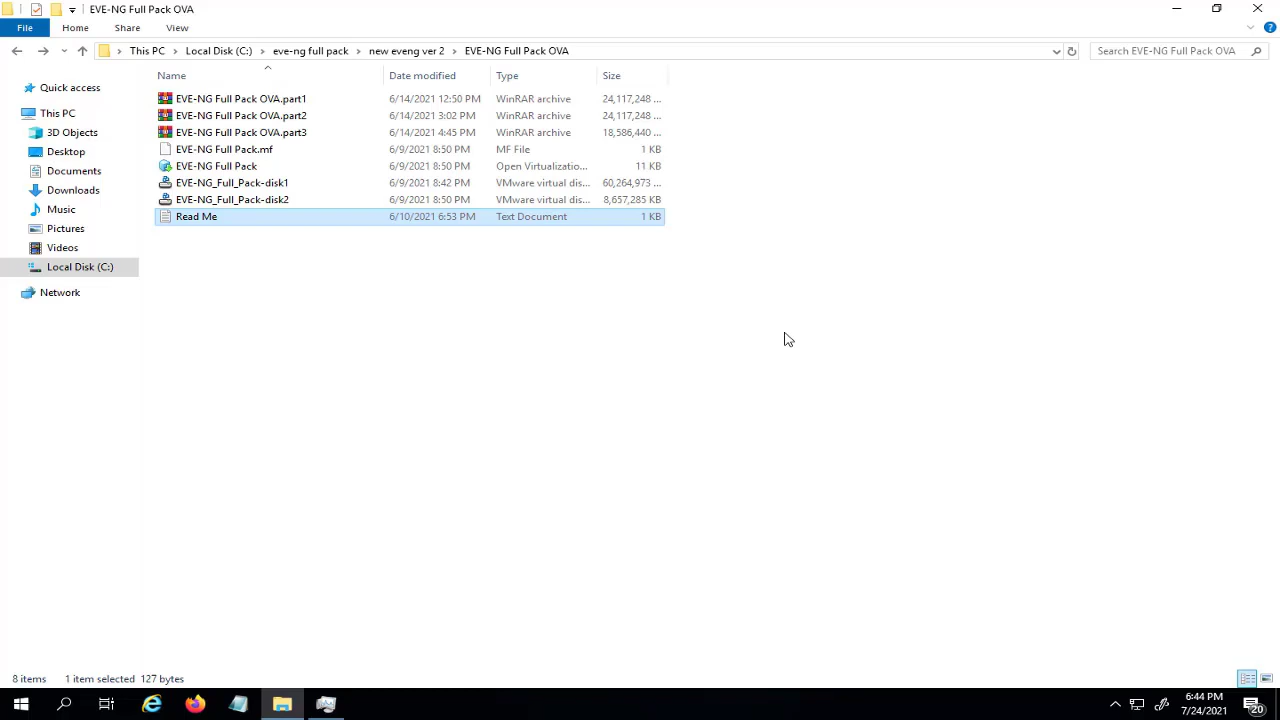 EVE-NG Full Pack OVA
File Home Share View
This PC Local Disk (C:) eve-ng full pack new eveng ver 2 EVE-NG Full Pack OVA Search EVE-NG Full Pack OVA
Name Date modified Type Size
Quick access
This PC
3D Objects
Desktop
Documents
Downloads
Music
Pictures
Videos
Local Disk (C:)
Network
EVE-NG Full Pack OVA.part1 6/14/2021 12:50 PM WinRAR archive 24,117,248 ...
EVE-NG Full Pack OVA.part2 6/14/2021 3:02 PM WinRAR archive 24,117,248 ...
EVE-NG Full Pack OVA.part3 6/14/2021 4:45 PM WinRAR archive 18,586,440 ...
EVE-NG Full Pack.mf 6/9/2021 8:50 PM MF File 1 KB
EVE-NG Full Pack 6/9/2021 8:50 PM Open Virtualizatio... 11 KB
EVE-NG_Full_Pack-disk1 6/9/2021 8:42 PM VMware virtual dis... 60,264,973 ...
EVE-NG_Full_Pack-disk2 6/9/2021 8:50 PM VMware virtual dis... 8,657,285 KB
Read Me 6/10/2021 6:53 PM Text Document 1 KB
8 items 1 item selected 127 bytes
6:44 PM
7/24/2021
20